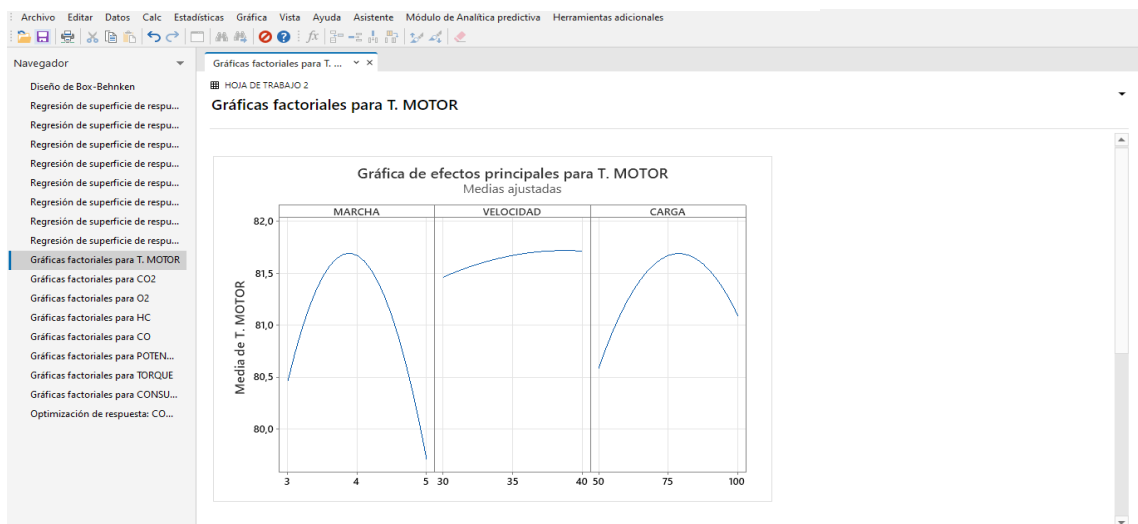 Archivo Editar Datos Calc Estadísticas Gráfica Vista Ayuda Asistente Módulo de Analítica predictiva Herramientas adicionales
Navegador
Gráficas factoriales para T. ...
Diseño de Box-Behnken
HOJA DE TRABAJO 2
Regresión de superficie de respu...
Gráficas factoriales para T. MOTOR
Regresión de superficie de respu...
Regresión de superficie de respu...
Regresión de superficie de respu...
Regresión de superficie de respu...
Regresión de superficie de respu...
Regresión de superficie de respu...
Regresión de superficie de respu...
Gráficas factoriales para T. MOTOR
Gráficas factoriales para CO2
Gráficas factoriales para O2
Gráficas factoriales para HC
Gráficas factoriales para CO
Gráficas factoriales para POTEN...
Gráficas factoriales para TORQUE
Gráficas factoriales para CONSU...
Optimización de respuesta: CO...
Gráfica de efectos principales para T. MOTOR
Medias ajustadas
MARCHA VELOCIDAD CARGA
82,0
81,5
81,0
80,5
80,0
Media de T. MOTOR
3 4 5 30 35 40 50 75 100